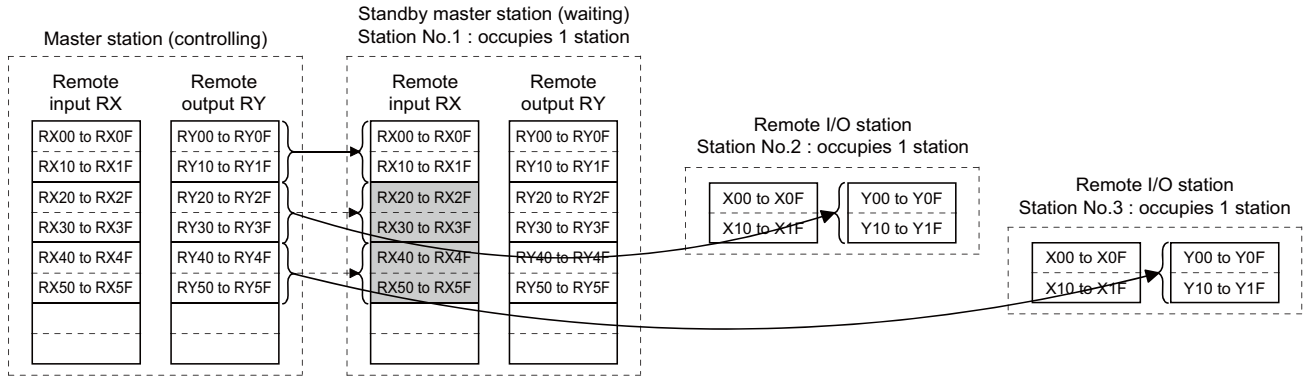 Master station (controlling)
Remote
input RX
Remote
output RY
RX00 to RX0F
RX10 to RX1F
RX20 to RX2F
RX30 to RX3F
RX40 to RX4F
RX50 to RX5F
RY00 to RY0F
RY10 to RY1F
RY20 to RY2F
RY30 to RY3F
RY40 to RY4F
RY50 to RY5F
Standby master station (waiting)
Station No.1 : occupies 1 station
Remote
input RX
Remote
output RY
RX00 to RX0F
RX10 to RX1F
RX20 to RX2F
RX30 to RX3F
RX40 to RX4F
RX50 to RX5F
RY00 to RY0F
RY10 to RY1F
RY20 to RY2F
RY30 to RY3F
RY40 to RY4F
RY50 to RY5F
Remote I/O station
Station No.2 : occupies 1 station
X00 to X0F
X10 to X1F
Y00 to Y0F
Y10 to Y1F
Remote I/O station
Station No.3 : occupies 1 station
X00 to X0F
X10 to X1F
Y00 to Y0F
Y10 to Y1F